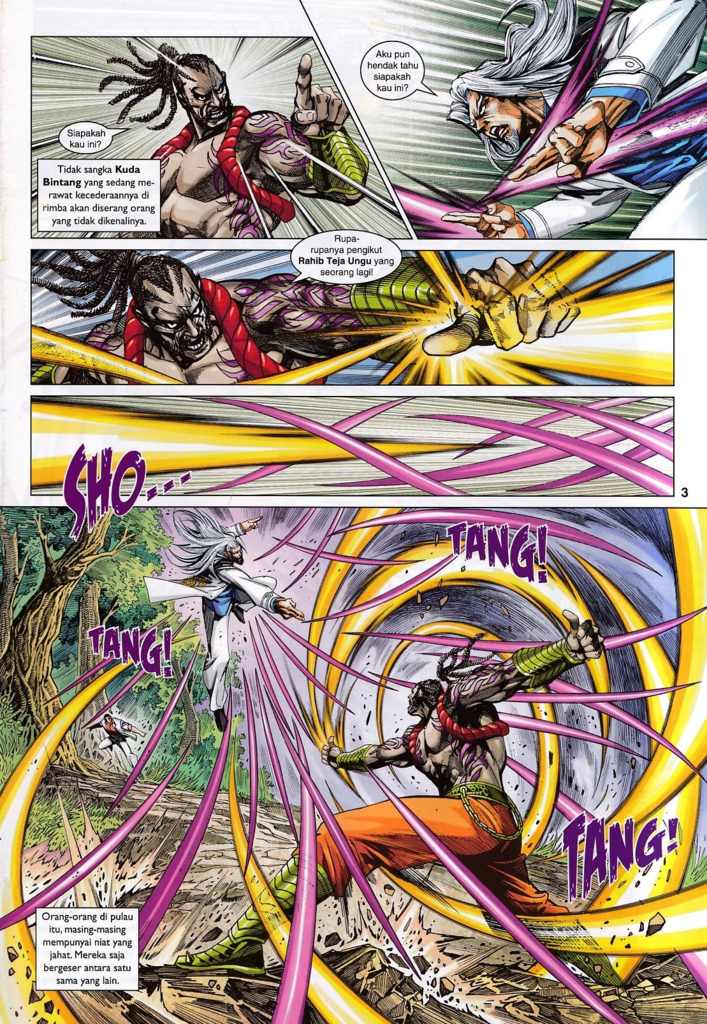 Siapakah
kau ini?
Tidak sangka Kuda
Bintang yang sedang me-
rawat kecederaannya di
rimba akan diserang orang
yang tidak dikenalinya.
Aku pun
hendak tahu
siapakah
kau ini?
Rupa-
rupanya pengikut
Rahib Teja Ungu yang
seorang lagi!
3
SHO...
TANG!
TANG!
TANG!
TANG!
Orang-orang di pulau
itu, masing-masing
mempunyai niat yang
jahat. Mereka saja
bergeser antara satu
sama yang lain.